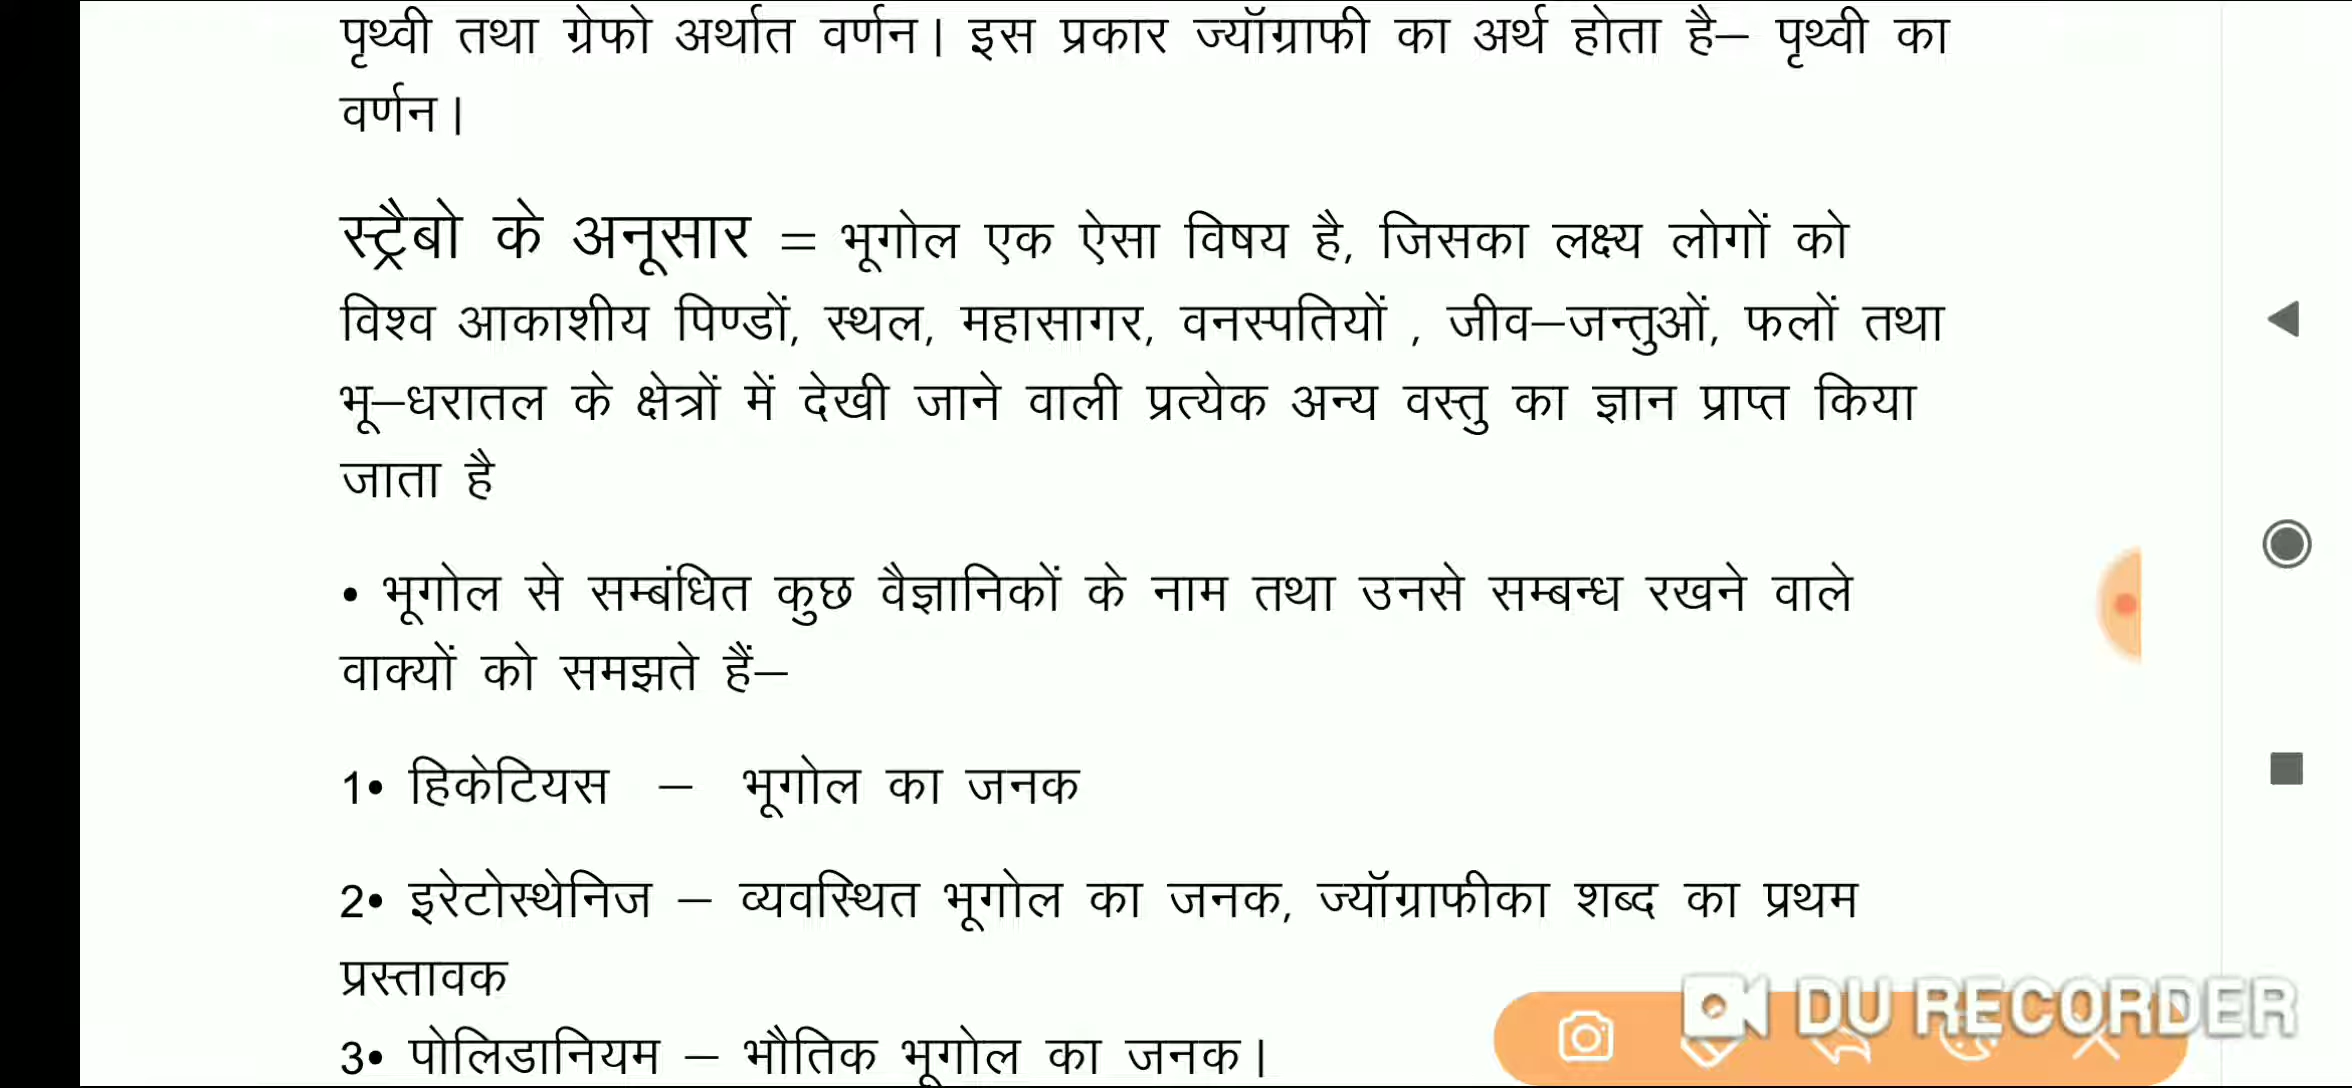 पृथ्वी तथा ग्रेफो अर्थात वर्णन। इस प्रकार ज्यॉग्राफी का अर्थ होता है– पृथ्वी का
वर्णन।
स्ट्रैबो के अनूसार = भूगोल एक ऐसा विषय है, जिसका लक्ष्य लोगों को
विश्व आकाशीय पिण्डों, स्थल, महासागर, वनस्पतियों , जीव–जन्तुओं, फलों तथा
भू–धरातल के क्षेत्रों में देखी जाने वाली प्रत्येक अन्य वस्तु का ज्ञान प्राप्त किया
जाता है
• भूगोल से सम्बंधित कुछ वैज्ञानिकों के नाम तथा उनसे सम्बन्ध रखने वाले
वाक्यों को समझते हैं–
1• हिकेटियस – भूगोल का जनक
2• इरेटोस्थेनिज – व्यवस्थित भूगोल का जनक, ज्यॉग्राफीका शब्द का प्रथम
प्रस्तावक
3• पोलिडानियम – भौतिक भूगोल का जनक।
DU RECORDER